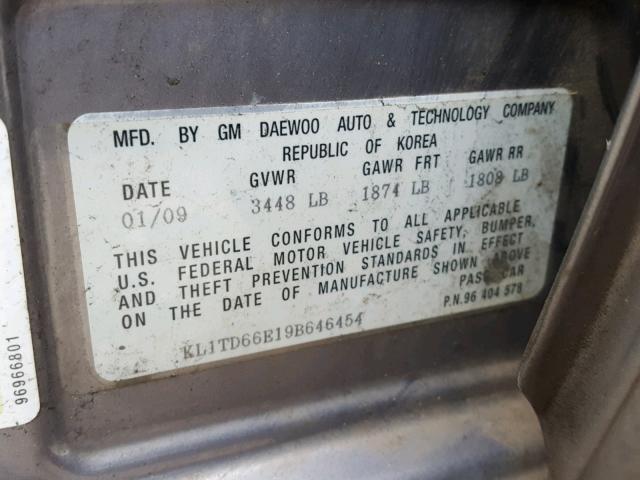 MFD. BY GM DAEWOO AUTO & TECHNOLOGY COMPANY
REPUBLIC OF KOREA
DATE GVWR GAWR FRT GAWR RR
01/09 3448 LB 1874 LB 1808 LB
THIS VEHICLE CONFORMS TO ALL APPLICABLE
U.S. FEDERAL MOTOR VEHICLE SAFETY, BUMPER,
AND THEFT PREVENTION STANDARDS IN EFFECT
ON THE DATE OF MANUFACTURE SHOWN ABOVE
PASS CAR
P.N.96 404 578
KL1TD66E19B646454
96966801